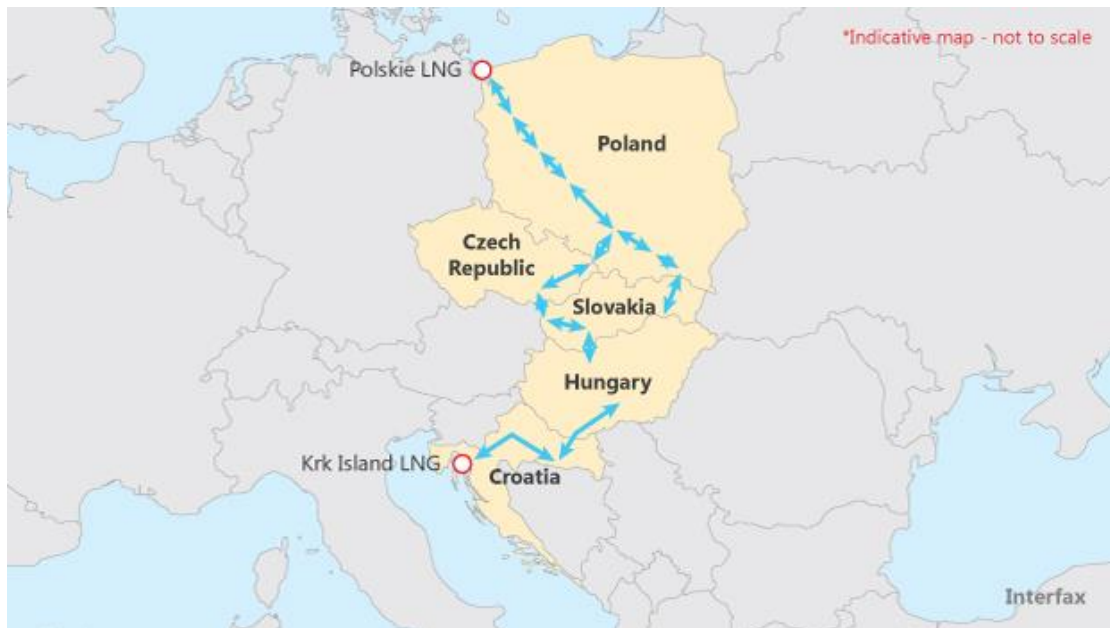 *Indicative map - not to scale
Polskie LNG
Poland
Czech
Republic
Slovakia
Hungary
Krk Island LNG
Croatia
Interfax